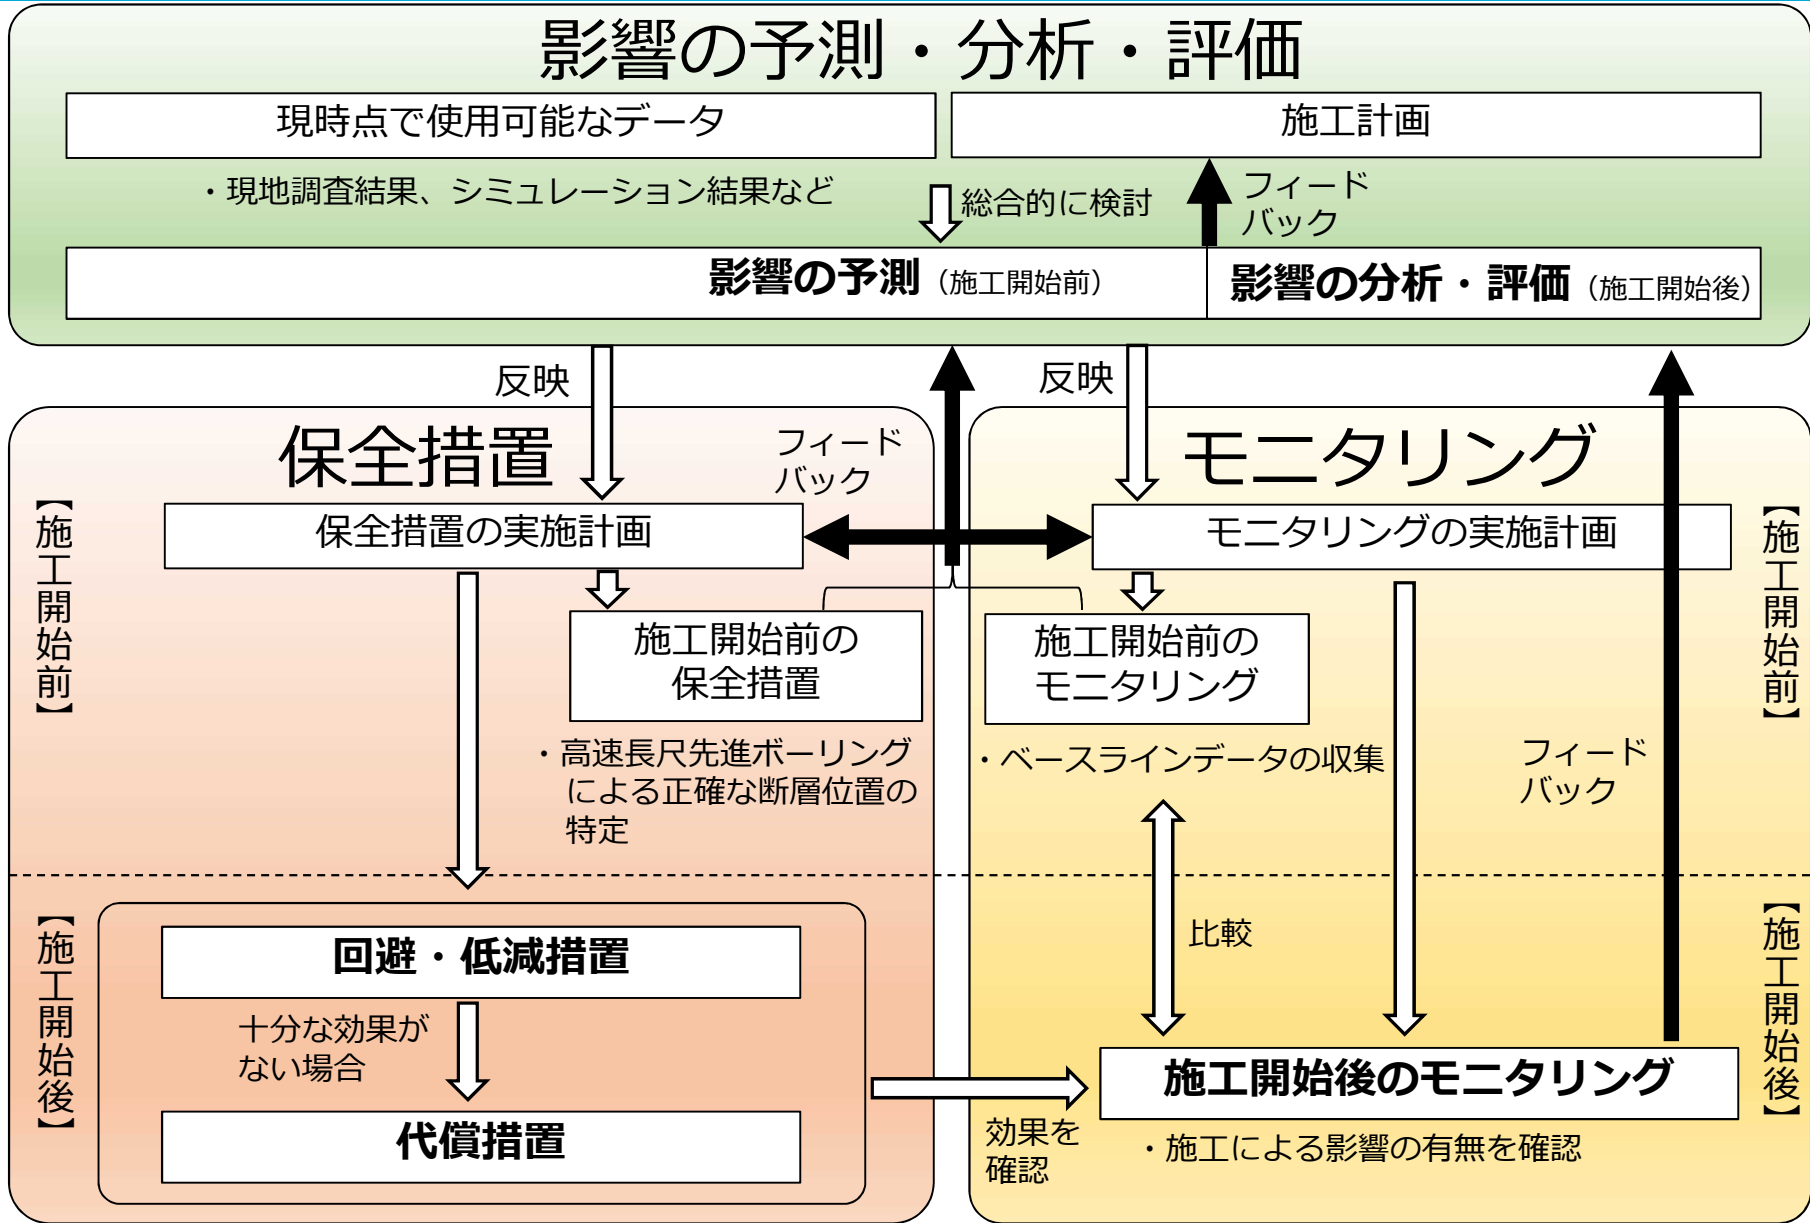 影響の予測・分析・評価
現時点で使用可能なデータ
施工計画
・現地調査結果、シミュレーション結果など
総合的に検討
フィード
バック
影響の予測（施工開始前）
影響の分析・評価（施工開始後）
反映
反映
保全措置
フィード
バック
モニタリング
【施工開始前】
保全措置の実施計画
モニタリングの実施計画
【施工開始前】
施工開始前の
保全措置
施工開始前の
モニタリング
・高速長尺先進ボーリング
による正確な断層位置の
特定
・ベースラインデータの収集
フィード
バック
【施工開始後】
回避・低減措置
比較
【施工開始後】
十分な効果が
ない場合
代償措置
効果を
確認
施工開始後のモニタリング
・施工による影響の有無を確認